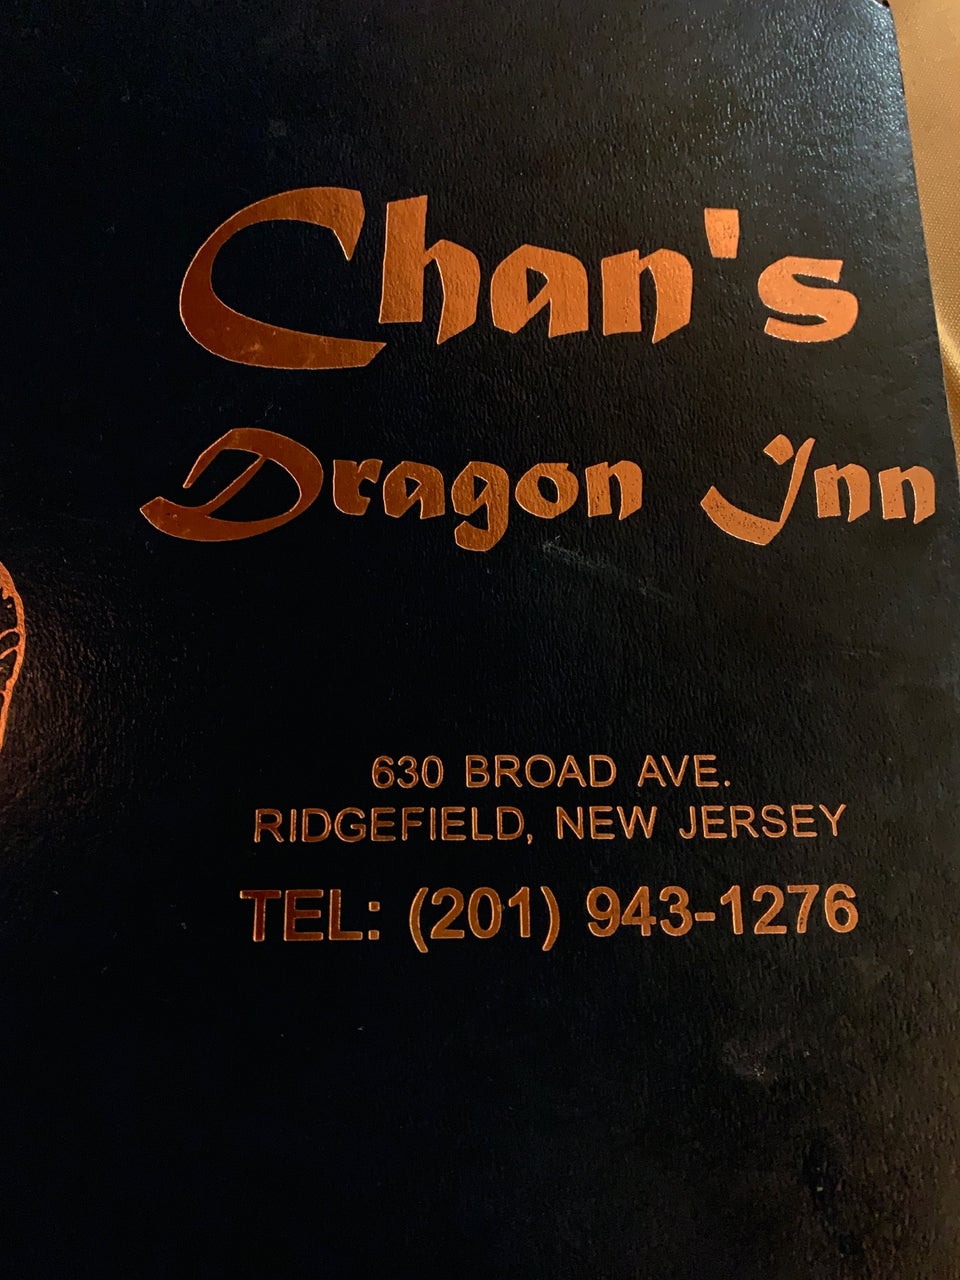 Chan's
Dragon Inn
630 BROAD AVE.
RIDGEFIELD, NEW JERSEY
TEL: (201) 943-1276